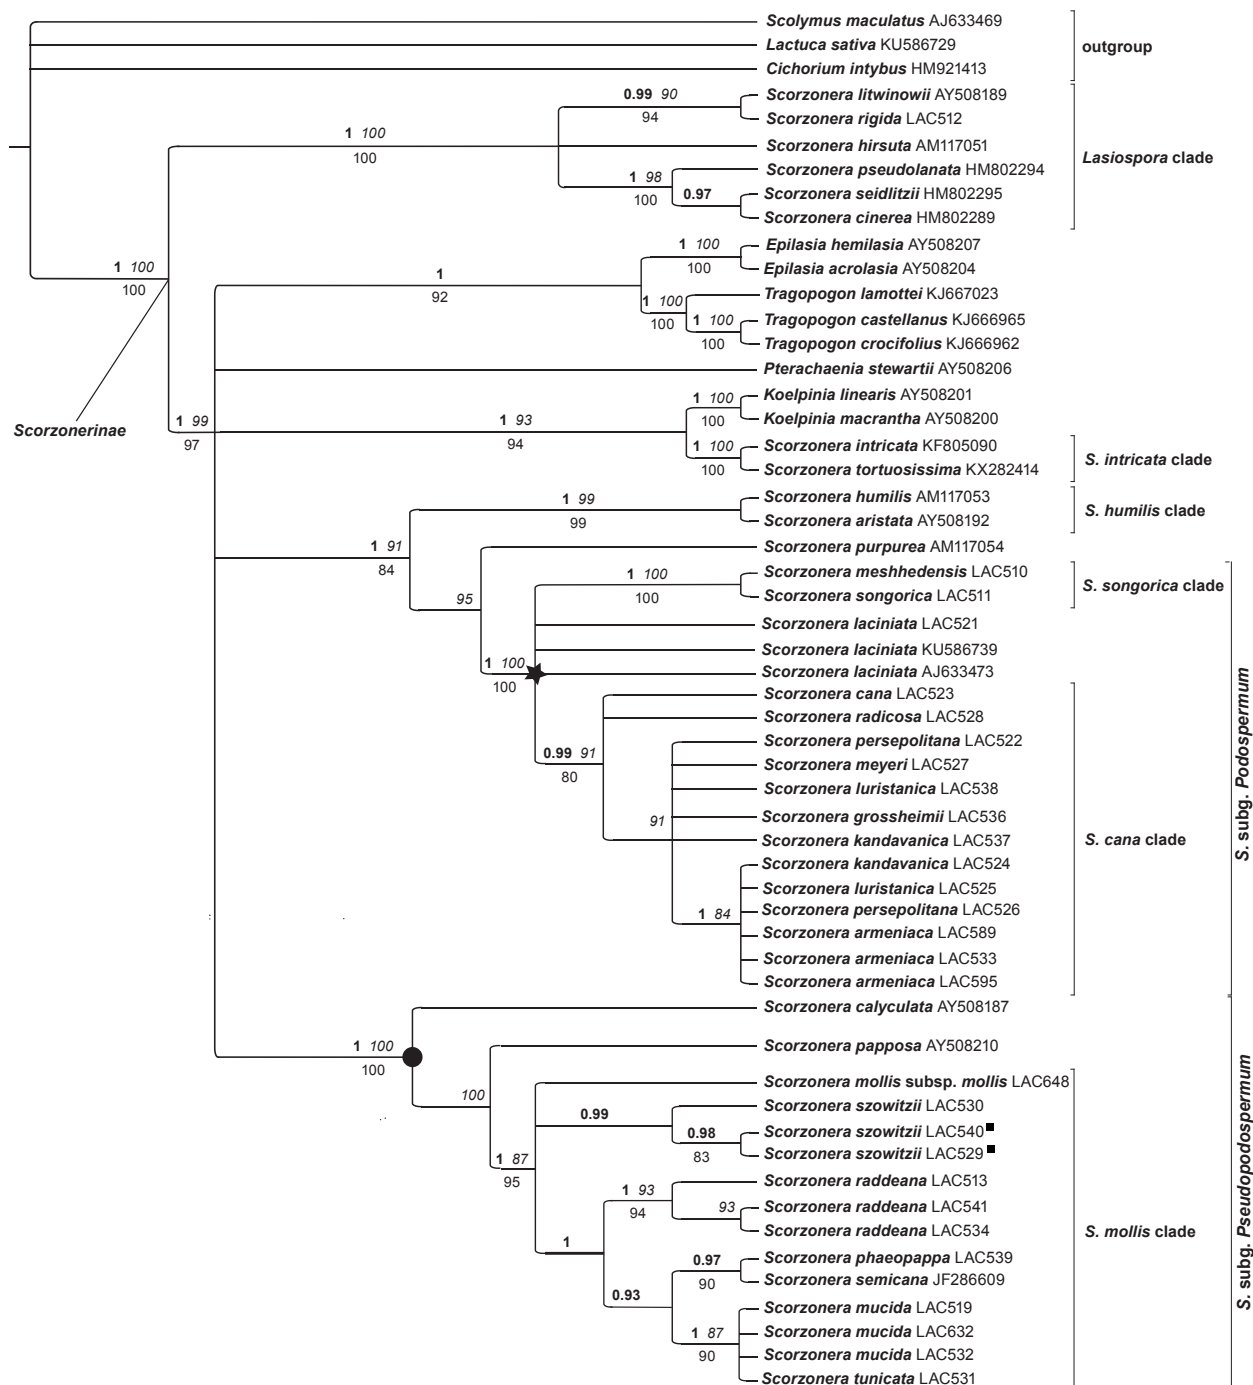 Scolymus maculatus AJ633469
Lactuca sativa KU586729
outgroup
Cichorium intybus HM921413
0.99 90
Scorzonera litwinowii AY508189
94
Scorzonera rigida LAC512
1 100
100
Scorzonera hirsuta AM117051
Lasiospora clade
1 98
100
Scorzonera pseudolanata HM802294
0.97
Scorzonera seidlitzii HM802295
Scorzonera cinerea HM802289
1 100
100
Epilasia hemilasia AY508207
1 100
100
Epilasia acrolasia AY508204
1
92
1 100
100
Tragopogon lamottei KJ667023
1 100
100
Tragopogon castellanus KJ666965
Tragopogon crocifolius KJ666962
Pterachaenia stewartii AY508206
Scorzonerinae
1 99
97
1 93
94
1 100
100
Koelpinia linearis AY508201
Koelpinia macrantha AY508200
1 100
100
Scorzonera intricata KF805090
S. intricata clade
Scorzonera tortuosissima KX282414
1 99
99
Scorzonera humilis AM117053
S. humilis clade
Scorzonera aristata AY508192
1 91
84
Scorzonera purpurea AM117054
95
1 100
100
Scorzonera meshhedensis LAC510
S. songorica clade
Scorzonera songorica LAC511
Scorzonera laciniata LAC521
Scorzonera laciniata KU586739
1 100
100
Scorzonera laciniata AJ633473
Scorzonera cana LAC523
Scorzonera radicosa LAC528
0.99 91
80
Scorzonera persepolitana LAC522
Scorzonera meyeri LAC527
Scorzonera luristanica LAC538
91
Scorzonera grossheimii LAC536
Scorzonera kandavanica LAC537
S. cana clade
S. subg. Podospermum
Scorzonera kandavanica LAC524
Scorzonera luristanica LAC525
1 84
Scorzonera persepolitana LAC526
Scorzonera armeniaca LAC589
Scorzonera armeniaca LAC533
Scorzonera armeniaca LAC595
Scorzonera calyculata AY508187
1 100
100
Scorzonera papposa AY508210
100
Scorzonera mollis subsp. mollis LAC648
0.99
Scorzonera szowitzii LAC530
0.98
83
Scorzonera szowitzii LAC540
Scorzonera szowitzii LAC529
1 87
95
1 93
94
Scorzonera raddeana LAC513
93
Scorzonera raddeana LAC541
Scorzonera raddeana LAC534
S. mollis clade
S. subg. Pseudopodospermum
1
0.97
90
Scorzonera phaeopappa LAC539
Scorzonera semicana JF286609
0.93
Scorzonera mucida LAC519
1 87
90
Scorzonera mucida LAC632
Scorzonera mucida LAC532
Scorzonera tunicata LAC531